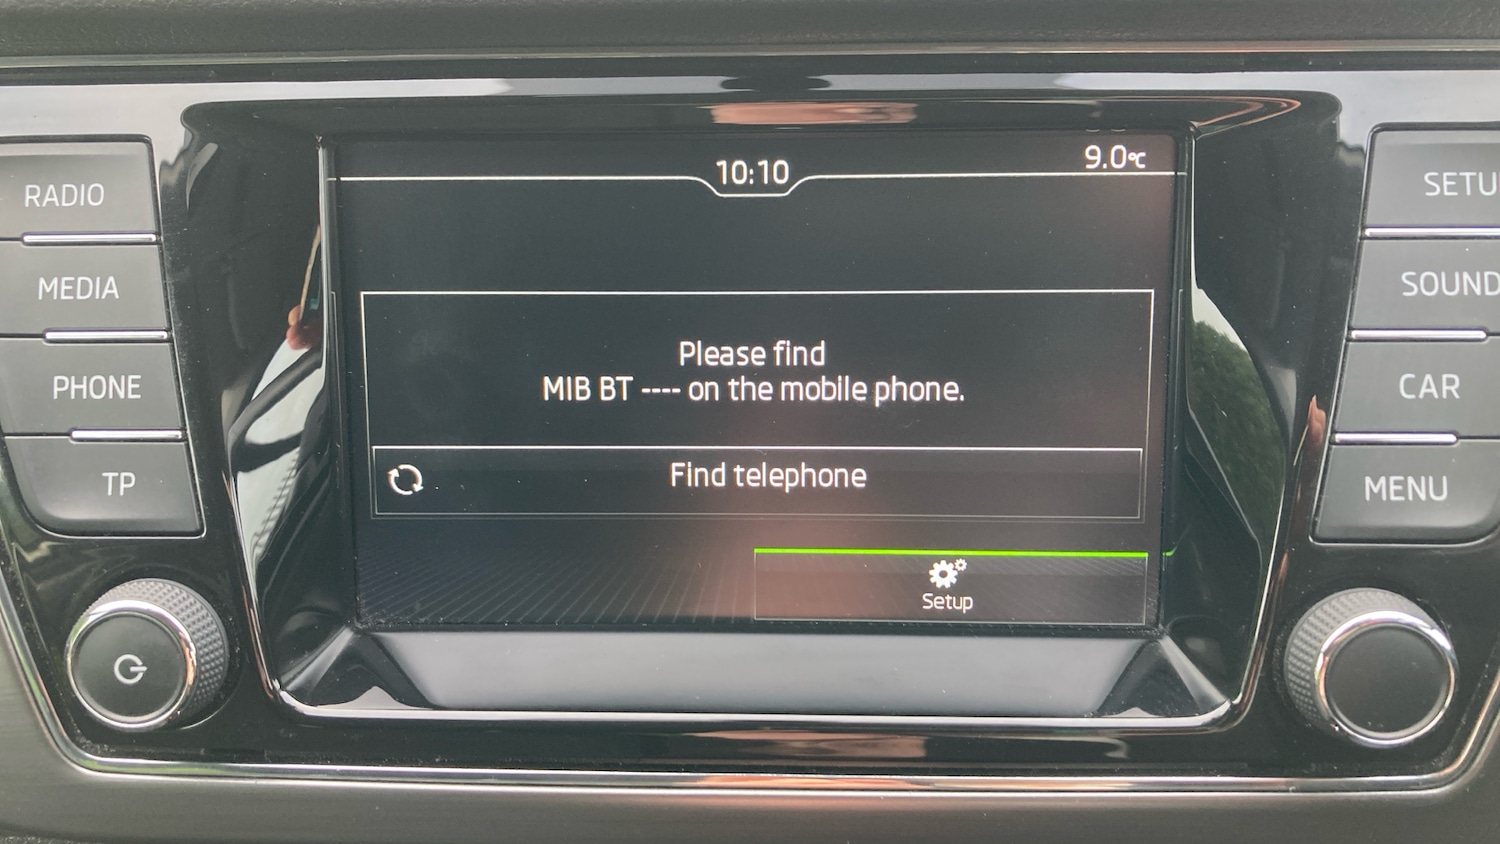 10:10
9.0°C
RADIO
MEDIA
PHONE
TP
Please find
MIB BT ---- on the mobile phone.
Find telephone
Setup
SETU
SOUND
CAR
MENU